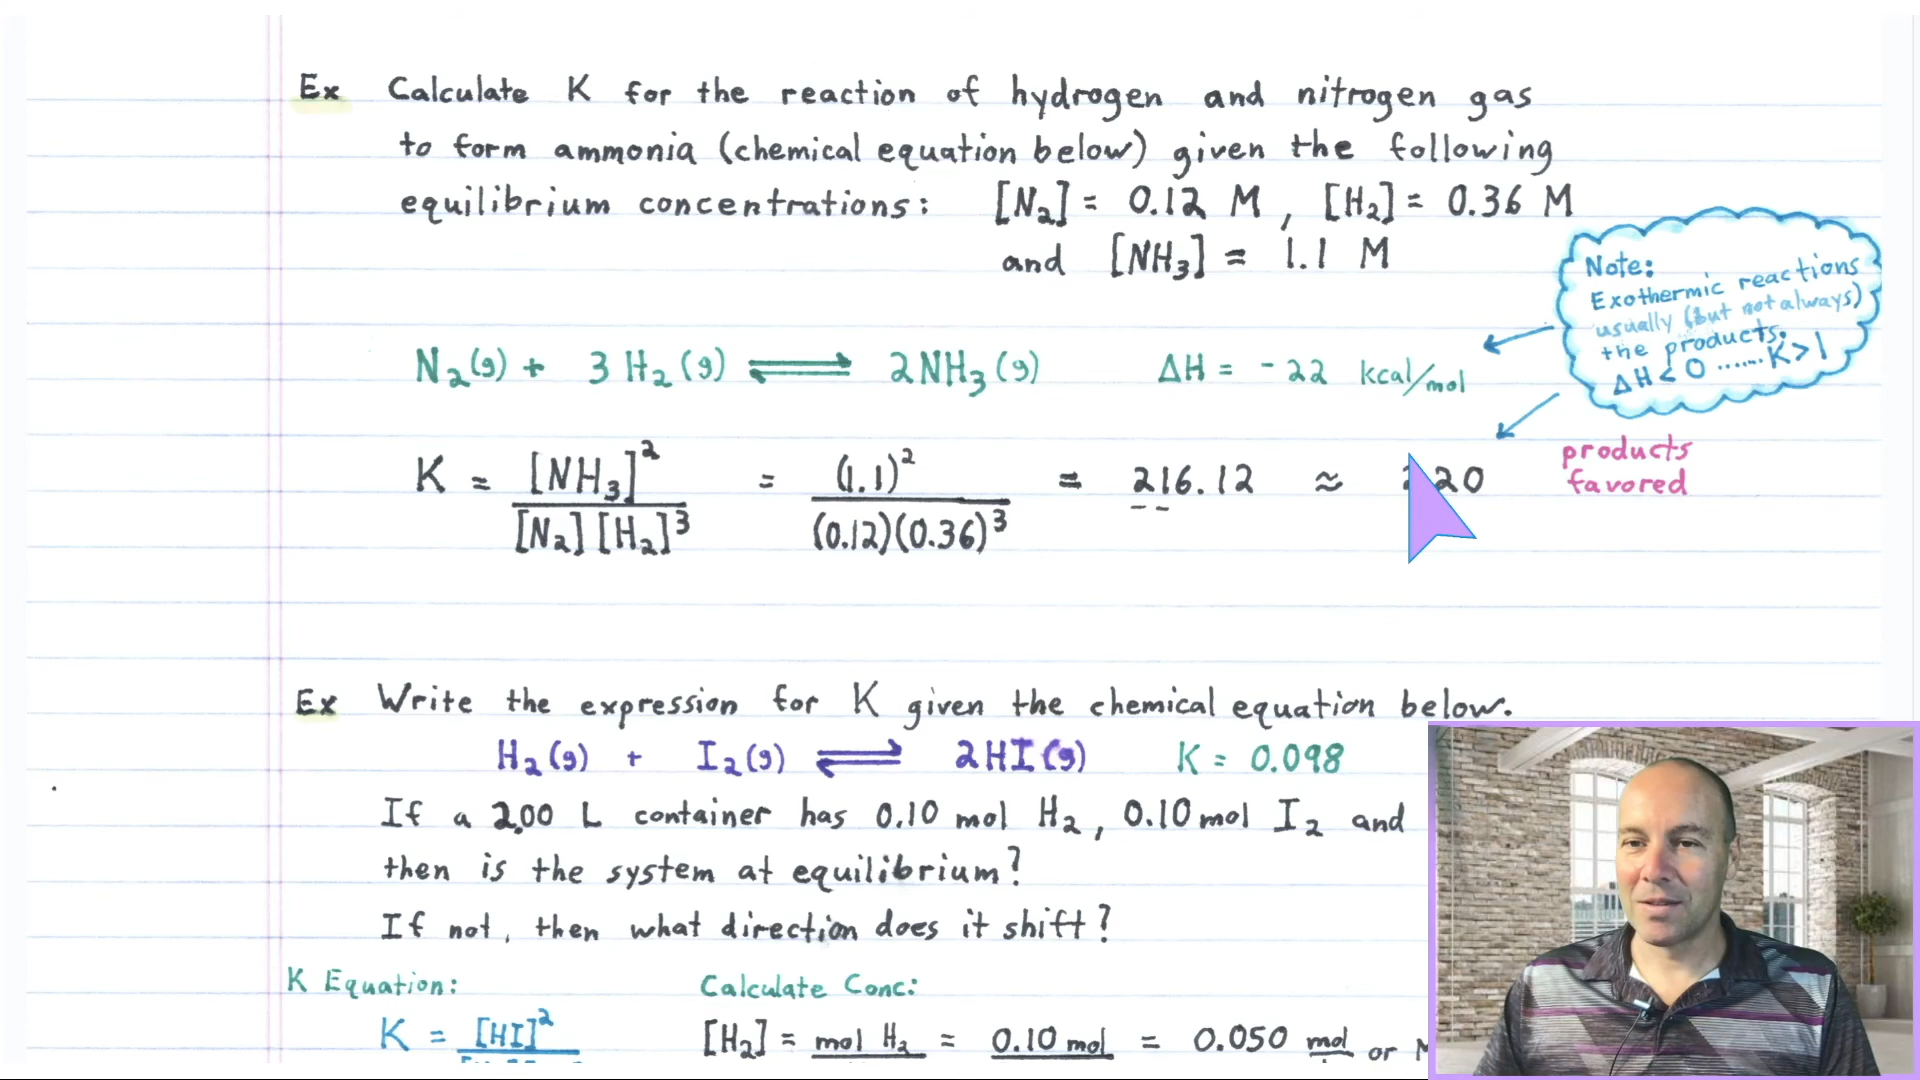 Ex Calculate K for the reaction of hydrogen and nitrogen gas
to form ammonia (chemical equation below) given the following
equilibrium concentrations: [N₂] = 0.12 M, [H₂] = 0.36 M
and [NH₃] = 1.1 M
Note:
Exothermic reactions
usually (but not always)
the products.
ΔH < 0 ...... K > 1
N₂(g) + 3 H₂(g) ⇌ 2NH₃(g) ΔH = -22 kcal/mol
K = [NH₃]² / [N₂][H₂]³ = (1.1)² / (0.12)(0.36)³ = 216.12 ≈ 20
products
favored
Ex Write the expression for K given the chemical equation below.
H₂(g) + I₂(g) ⇌ 2HI(g) K = 0.098
If a 2.00 L container has 0.10 mol H₂, 0.10 mol I₂ and
then is the system at equilibrium?
If not, then what direction does it shift?
K Equation: Calculate Conc:
K = [HI]² [H₂] = mol H₂ = 0.10 mol = 0.050 mol or M